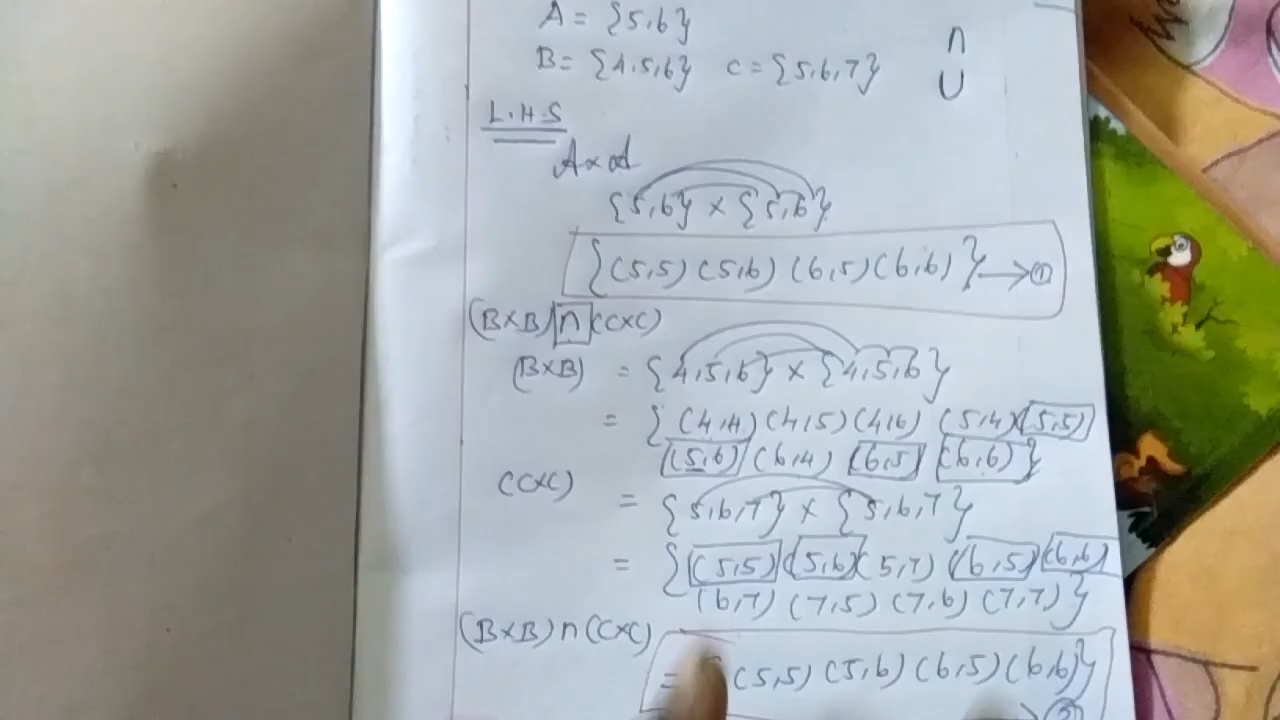 A = {5,6}
B = {4,5,6} C = {5,6,7}
∩
∪
L.H.S
A×A
{5,6} × {5,6}
{(5,5) (5,6) (6,5) (6,6)} → ①
(B×B) ∩ (C×C)
(B×B) = {4,5,6} × {4,5,6}
= { (4,4) (4,5) (4,6) (5,4) (5,5)
(5,6) (6,4) (6,5) (6,6)}
(C×C) = {5,6,7} × {5,6,7}
= {(5,5) (5,6) (5,7) (6,5) (6,6)
(6,7) (7,5) (7,6) (7,7)}
(B×B) ∩ (C×C)
= (5,5) (5,6) (6,5) (6,6)}
→ ②